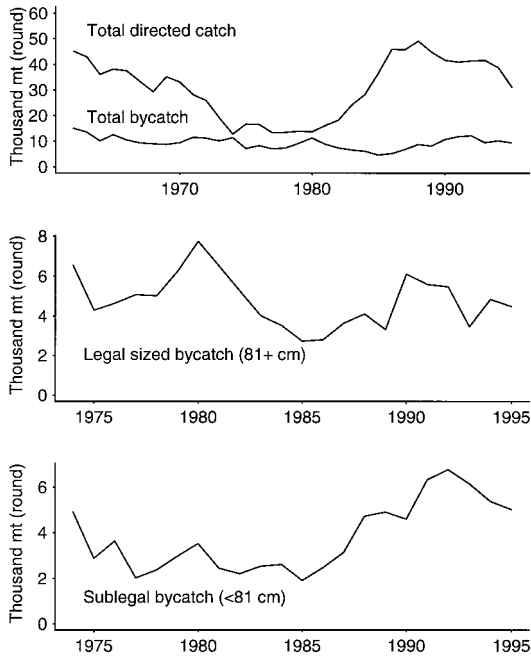 Thousand mt (round)
60
50
40
30
20
10
0
Total directed catch
Total bycatch
1970 1980 1990
Thousand mt (round)
8
6
4
2
0
Legal sized bycatch (81+ cm)
1975 1980 1985 1990 1995
Thousand mt (round)
6
4
2
0
Sublegal bycatch (<81 cm)
1975 1980 1985 1990 1995